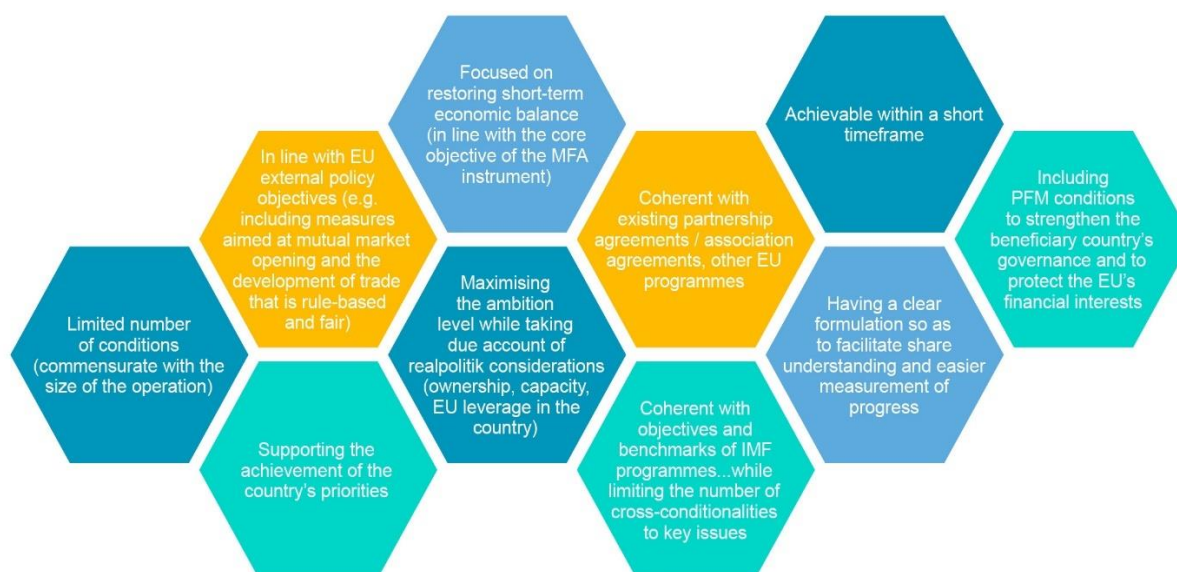 Focused on
restoring short-term
economic balance
(in line with the core
objective of the MFA
instrument)
Achievable within a short
timeframe
In line with EU
external policy
objectives (e.g.
including measures
aimed at mutual market
opening and the
development of trade
that is rule-based
and fair)
Coherent with
existing partnership
agreements / association
agreements, other EU
programmes
Including
PFM conditions
to strengthen the
beneficiary country's
governance and to
protect the EU's
financial interests
Limited number
of conditions
(commensurate with the
size of the operation)
Maximising
the ambition
level while taking
due account of
realpolitik considerations
(ownership, capacity,
EU leverage in the
country)
Having a clear
formulation so as
to facilitate share
understanding and easier
measurement of
progress
Supporting the
achievement of the
country's priorities
Coherent with
objectives and
benchmarks of IMF
programmes...while
limiting the number of
cross-conditionalities
to key issues